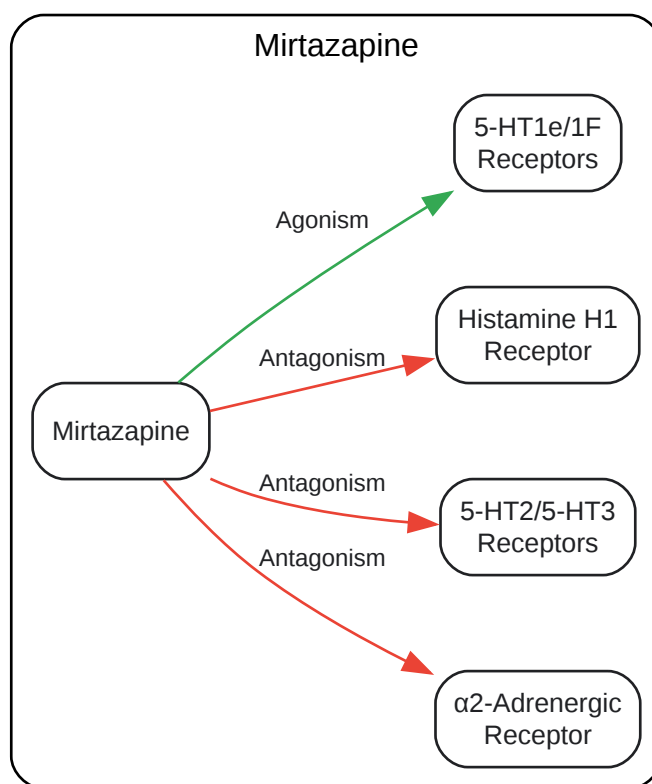 Mirtazapine
5-HT1e/1F
Receptors
Agonism
Histamine H1
Receptor
Antagonism
Mirtazapine
Antagonism
5-HT2/5-HT3
Receptors
Antagonism
α2-Adrenergic
Receptor